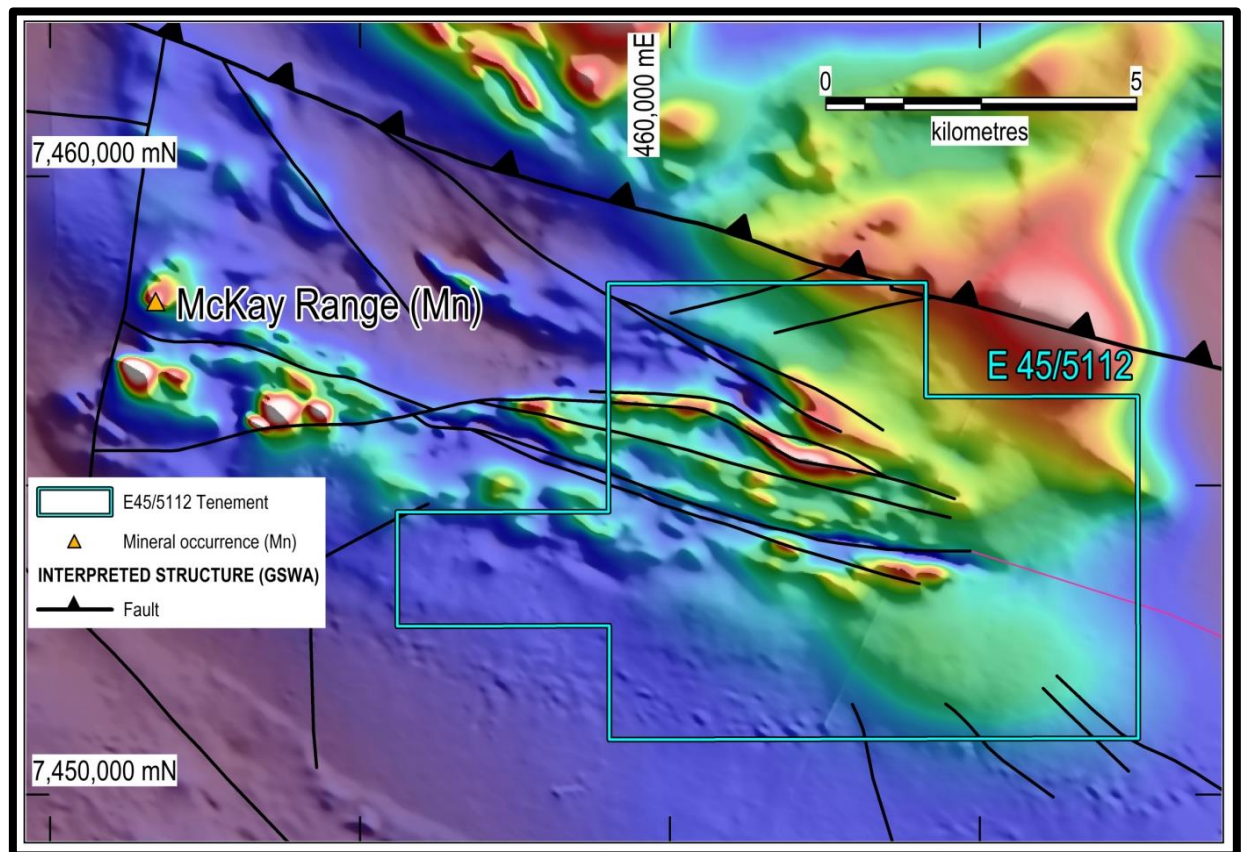 460,000 mE
0
5
kilometres
7,460,000 mN
McKay Range (Mn)
E 45/5112
E45/5112 Tenement
Mineral occurrence (Mn)
INTERPRETED STRUCTURE (GSWA)
Fault
7,450,000 mN